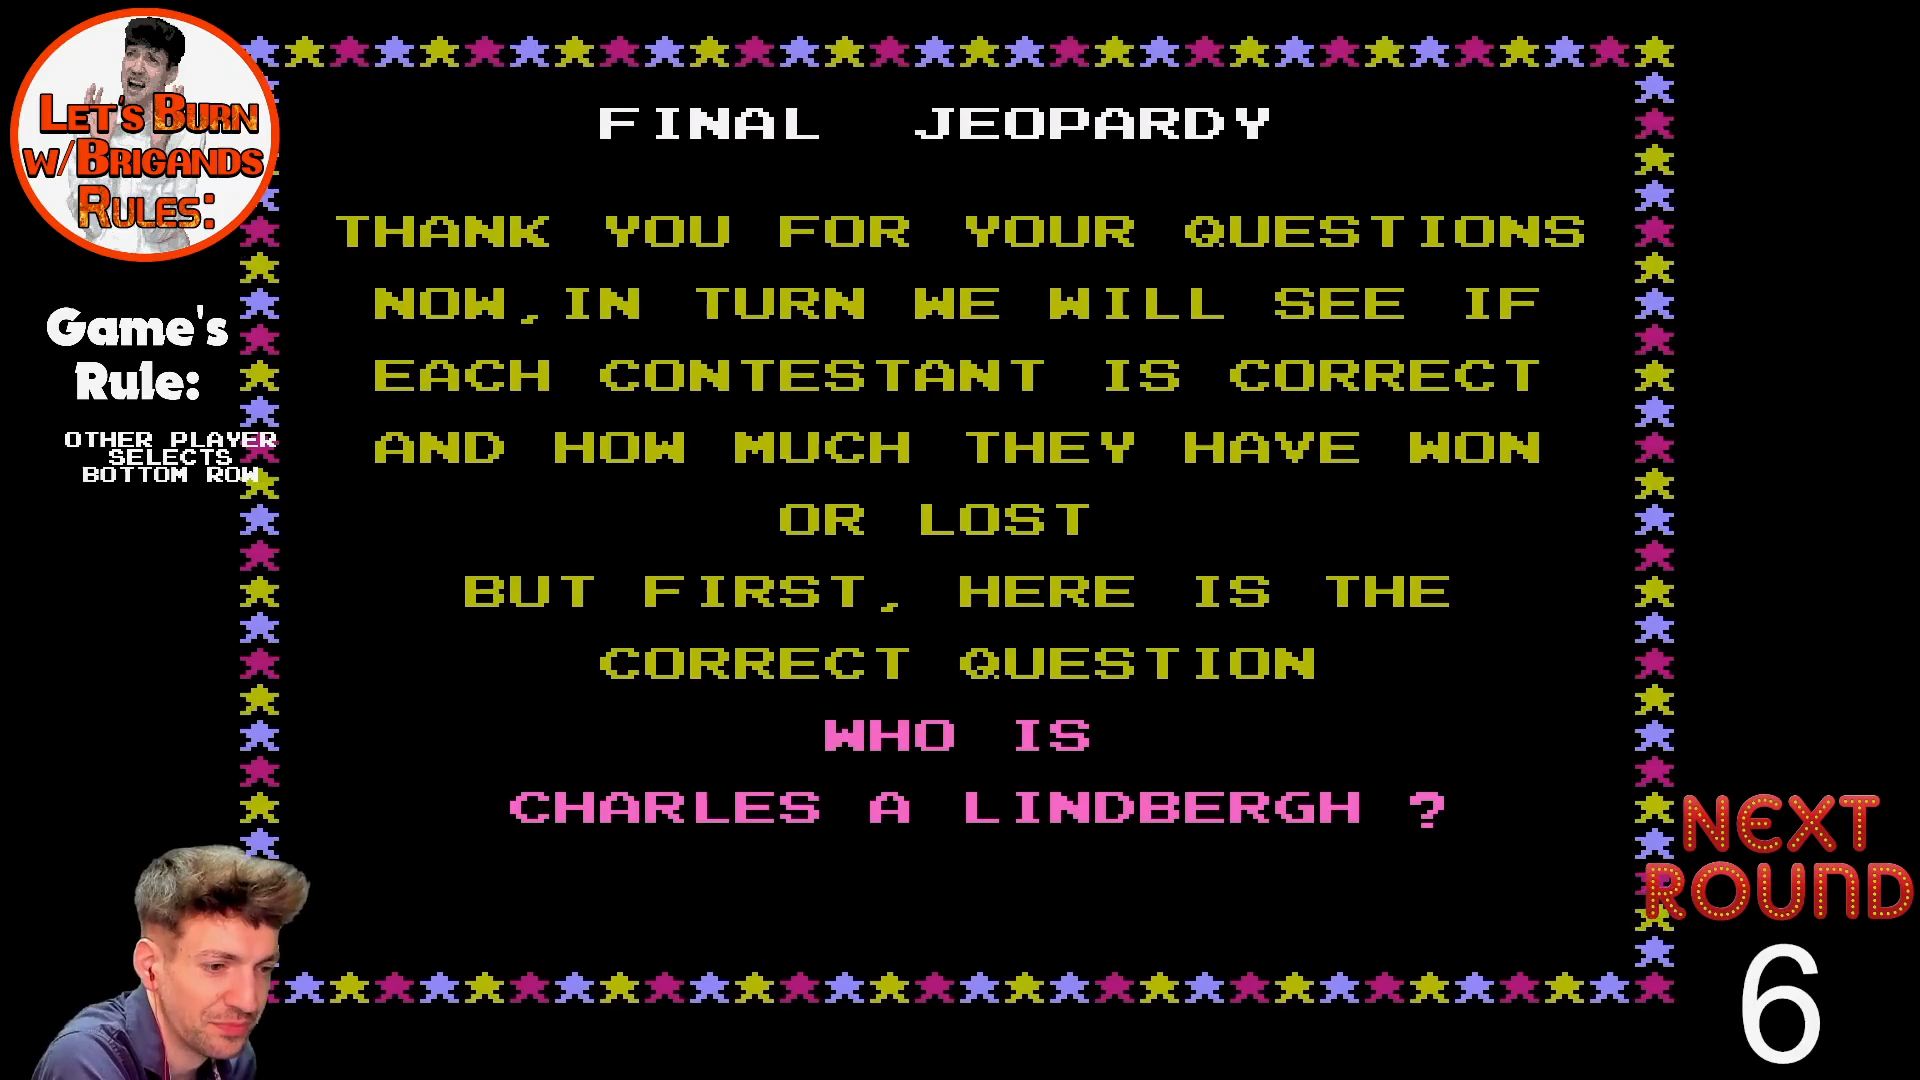 LET'S BURN
W/BRIGANDS
RULES:
Game's
Rule:
OTHER PLAYER
SELECTS
BOTTOM ROW
FINAL JEOPARDY
THANK YOU FOR YOUR QUESTIONS
NOW,IN TURN WE WILL SEE IF
EACH CONTESTANT IS CORRECT
AND HOW MUCH THEY HAVE WON
OR LOST
BUT FIRST, HERE IS THE
CORRECT QUESTION
WHO IS
CHARLES A LINDBERGH ?
NEXT
ROUND
6